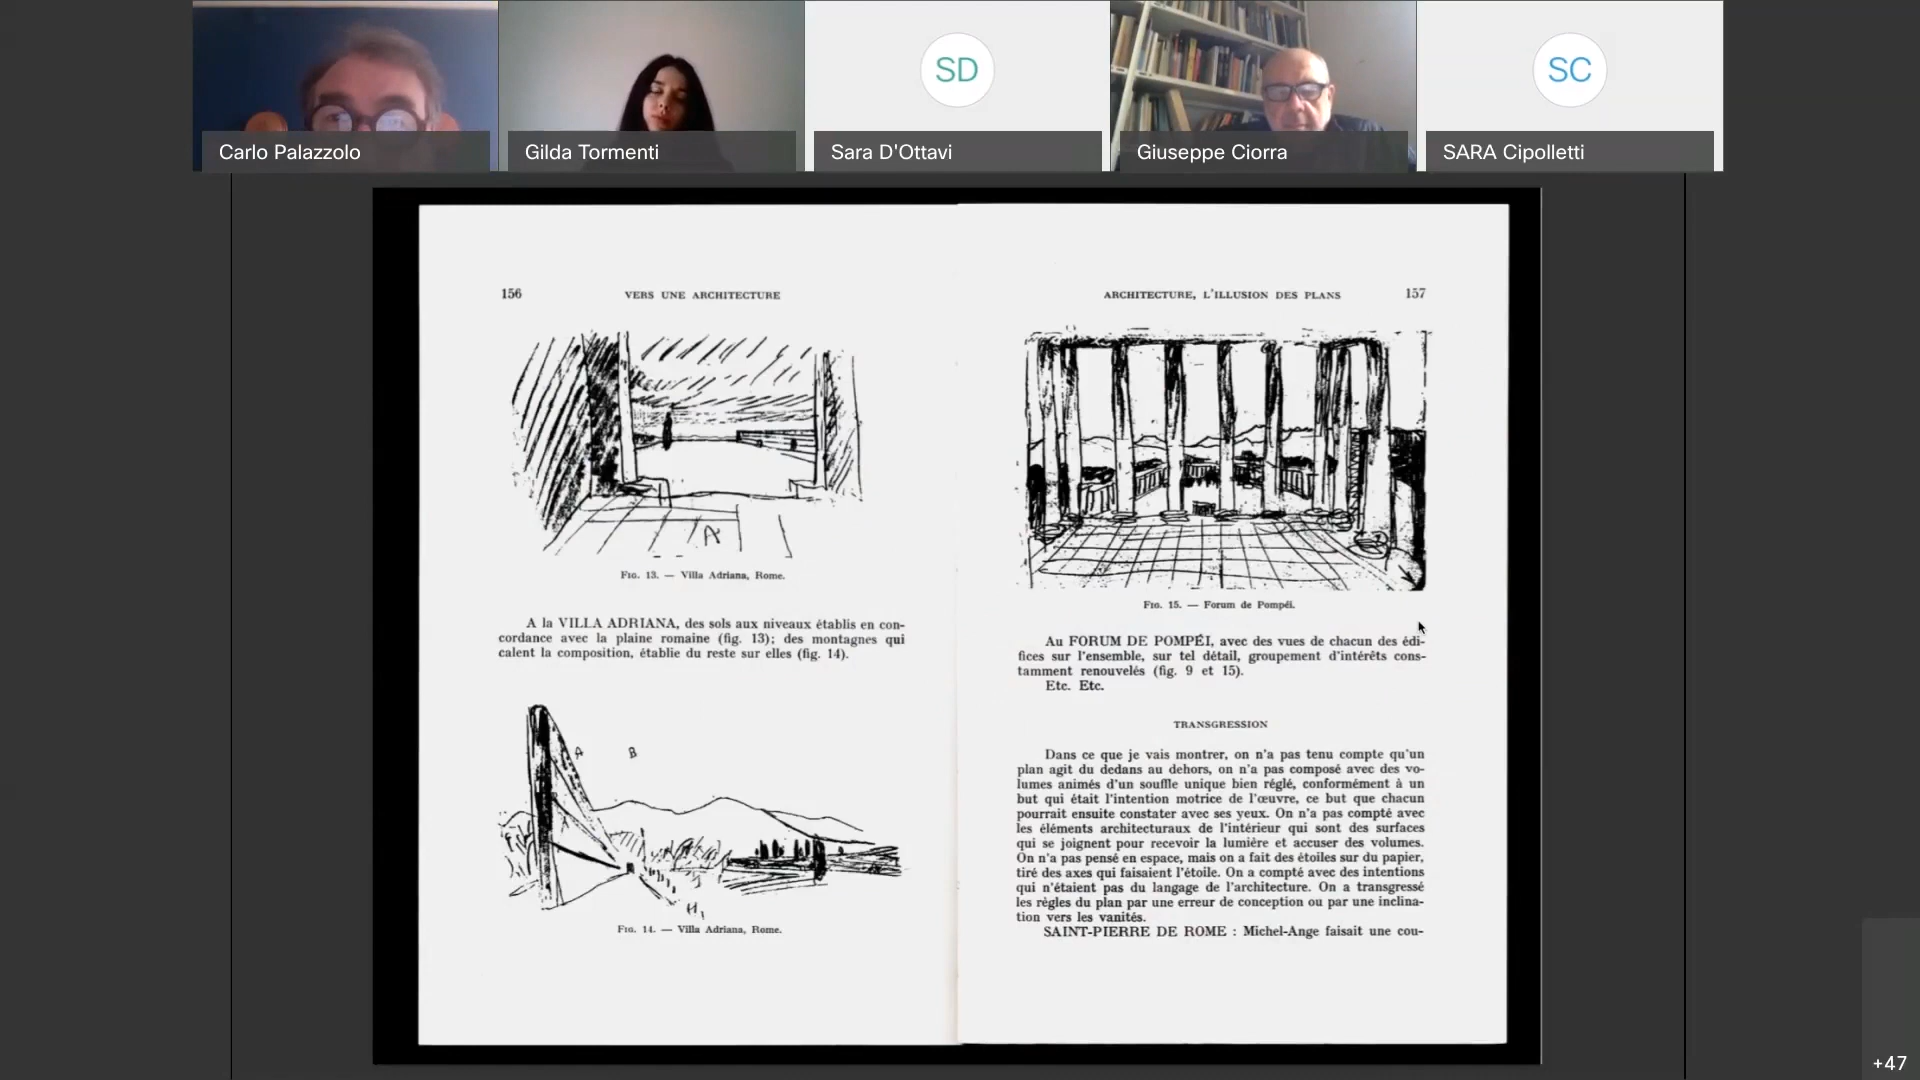 SD
SC
Carlo Palazzolo
Gilda Tormenti
Sara D'Ottavi
Giuseppe Ciorra
SARA Cipolletti
156
VERS UNE ARCHITECTURE
A
FIG. 13. — Villa Adriana, Rome.
A la VILLA ADRIANA, des sols aux niveaux établis en con-
cordance avec la plaine romaine (fig. 13); des montagnes qui
calent la composition, établie du reste sur elles (fig. 14).
A B
FIG. 14. — Villa Adriana, Rome.
ARCHITECTURE, L'ILLUSION DES PLANS
157
FIG. 15. — Forum de Pompéi.
Au FORUM DE POMPÉI, avec des vues de chacun des édi-
fices sur l'ensemble, sur tel détail, groupement d'intérêts cons-
tamment renouvelés (fig. 9 et 15).
Etc. Etc.
TRANSGRESSION
Dans ce que je vais montrer, on n'a pas tenu compte qu'un
plan agit du dedans au dehors, on n'a pas composé avec des vo-
lumes animés d'un souffle unique bien réglé, conformément à un
but qui était l'intention motrice de l'œuvre, ce but que chacun
pourrait ensuite constater avec ses yeux. On n'a pas compté avec
les éléments architecturaux de l'intérieur qui sont des surfaces
qui se joignent pour recevoir la lumière et accuser des volumes.
On n'a pas pensé en espace, mais on a fait des étoiles sur du papier,
tiré des axes qui faisaient l'étoile. On a compté avec des intentions
qui n'étaient pas du langage de l'architecture. On a transgressé
les règles du plan par une erreur de conception ou par une inclina-
tion vers les vanités.
SAINT-PIERRE DE ROME : Michel-Ange faisait une cou-
+47